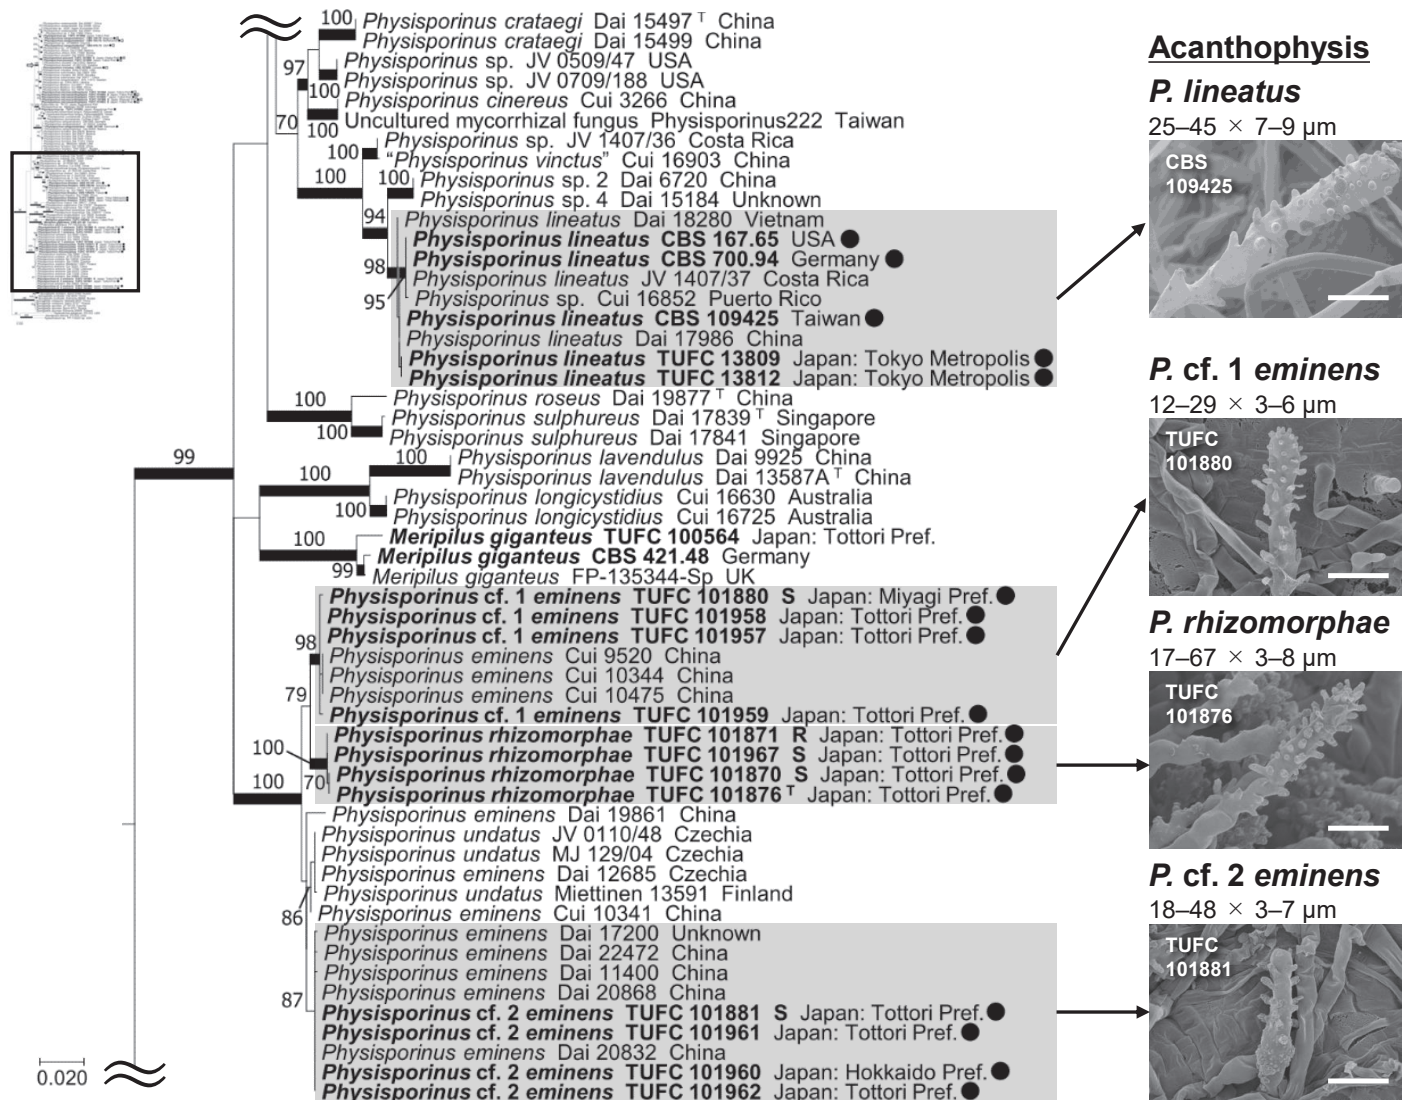 100
Physisporinus crataegi Dai 15497 T China
Physisporinus crataegi Dai 15499 China
97
Physisporinus sp. JV 0509/47 USA
Physisporinus sp. JV 0709/188 USA
100
Physisporinus cinereus Cui 3266 China
70
100
Uncultured mycorrhizal fungus Physisporinus222 Taiwan
Physisporinus sp. JV 1407/36 Costa Rica
100
"Physisporinus vinctus" Cui 16903 China
100
100
Physisporinus sp. 2 Dai 6720 China
Physisporinus sp. 4 Dai 15184 Unknown
94
Physisporinus lineatus Dai 18280 Vietnam
Physisporinus lineatus CBS 167.65 USA ●
Physisporinus lineatus CBS 700.94 Germany ●
98
Physisporinus lineatus JV 1407/37 Costa Rica
95
Physisporinus sp. Cui 16852 Puerto Rico
Physisporinus lineatus CBS 109425 Taiwan ●
Physisporinus lineatus Dai 17986 China
Physisporinus lineatus TUFC 13809 Japan: Tokyo Metropolis ●
Physisporinus lineatus TUFC 13812 Japan: Tokyo Metropolis ●
100
Physisporinus roseus Dai 19877 T China
Physisporinus sulphureus Dai 17839 T Singapore
100
Physisporinus sulphureus Dai 17841 Singapore
99
100
Physisporinus lavendulus Dai 9925 China
100
Physisporinus lavendulus Dai 13587A T China
Physisporinus longicystidius Cui 16630 Australia
100
Physisporinus longicystidius Cui 16725 Australia
100
Meripilus giganteus TUFC 100564 Japan: Tottori Pref.
Meripilus giganteus CBS 421.48 Germany
99
Meripilus giganteus FP-135344-Sp UK
Physisporinus cf. 1 eminens TUFC 101880 S Japan: Miyagi Pref. ●
Physisporinus cf. 1 eminens TUFC 101958 Japan: Tottori Pref. ●
Physisporinus cf. 1 eminens TUFC 101957 Japan: Tottori Pref. ●
98
Physisporinus eminens Cui 9520 China
Physisporinus eminens Cui 10344 China
79
Physisporinus eminens Cui 10475 China
Physisporinus cf. 1 eminens TUFC 101959 Japan: Tottori Pref. ●
Physisporinus rhizomorphae TUFC 101871 R Japan: Tottori Pref. ●
100
Physisporinus rhizomorphae TUFC 101967 S Japan: Tottori Pref. ●
100
70
Physisporinus rhizomorphae TUFC 101870 S Japan: Tottori Pref. ●
Physisporinus rhizomorphae TUFC 101876 T Japan: Tottori Pref. ●
Physisporinus eminens Dai 19861 China
Physisporinus undatus JV 0110/48 Czechia
Physisporinus undatus MJ 129/04 Czechia
Physisporinus eminens Dai 12685 Czechia
Physisporinus undatus Miettinen 13591 Finland
86
Physisporinus eminens Cui 10341 China
Physisporinus eminens Dai 17200 Unknown
Physisporinus eminens Dai 22472 China
Physisporinus eminens Dai 11400 China
87
Physisporinus eminens Dai 20868 China
Physisporinus cf. 2 eminens TUFC 101881 S Japan: Tottori Pref. ●
Physisporinus cf. 2 eminens TUFC 101961 Japan: Tottori Pref. ●
Physisporinus eminens Dai 20832 China
Physisporinus cf. 2 eminens TUFC 101960 Japan: Hokkaido Pref. ●
Physisporinus cf. 2 eminens TUFC 101962 Japan: Tottori Pref. ●
0.020
Acanthophysis
P. lineatus
25–45 × 7–9 µm
CBS
109425
P. cf. 1 eminens
12–29 × 3–6 µm
TUFC
101880
P. rhizomorphae
17–67 × 3–8 µm
TUFC
101876
P. cf. 2 eminens
18–48 × 3–7 µm
TUFC
101881